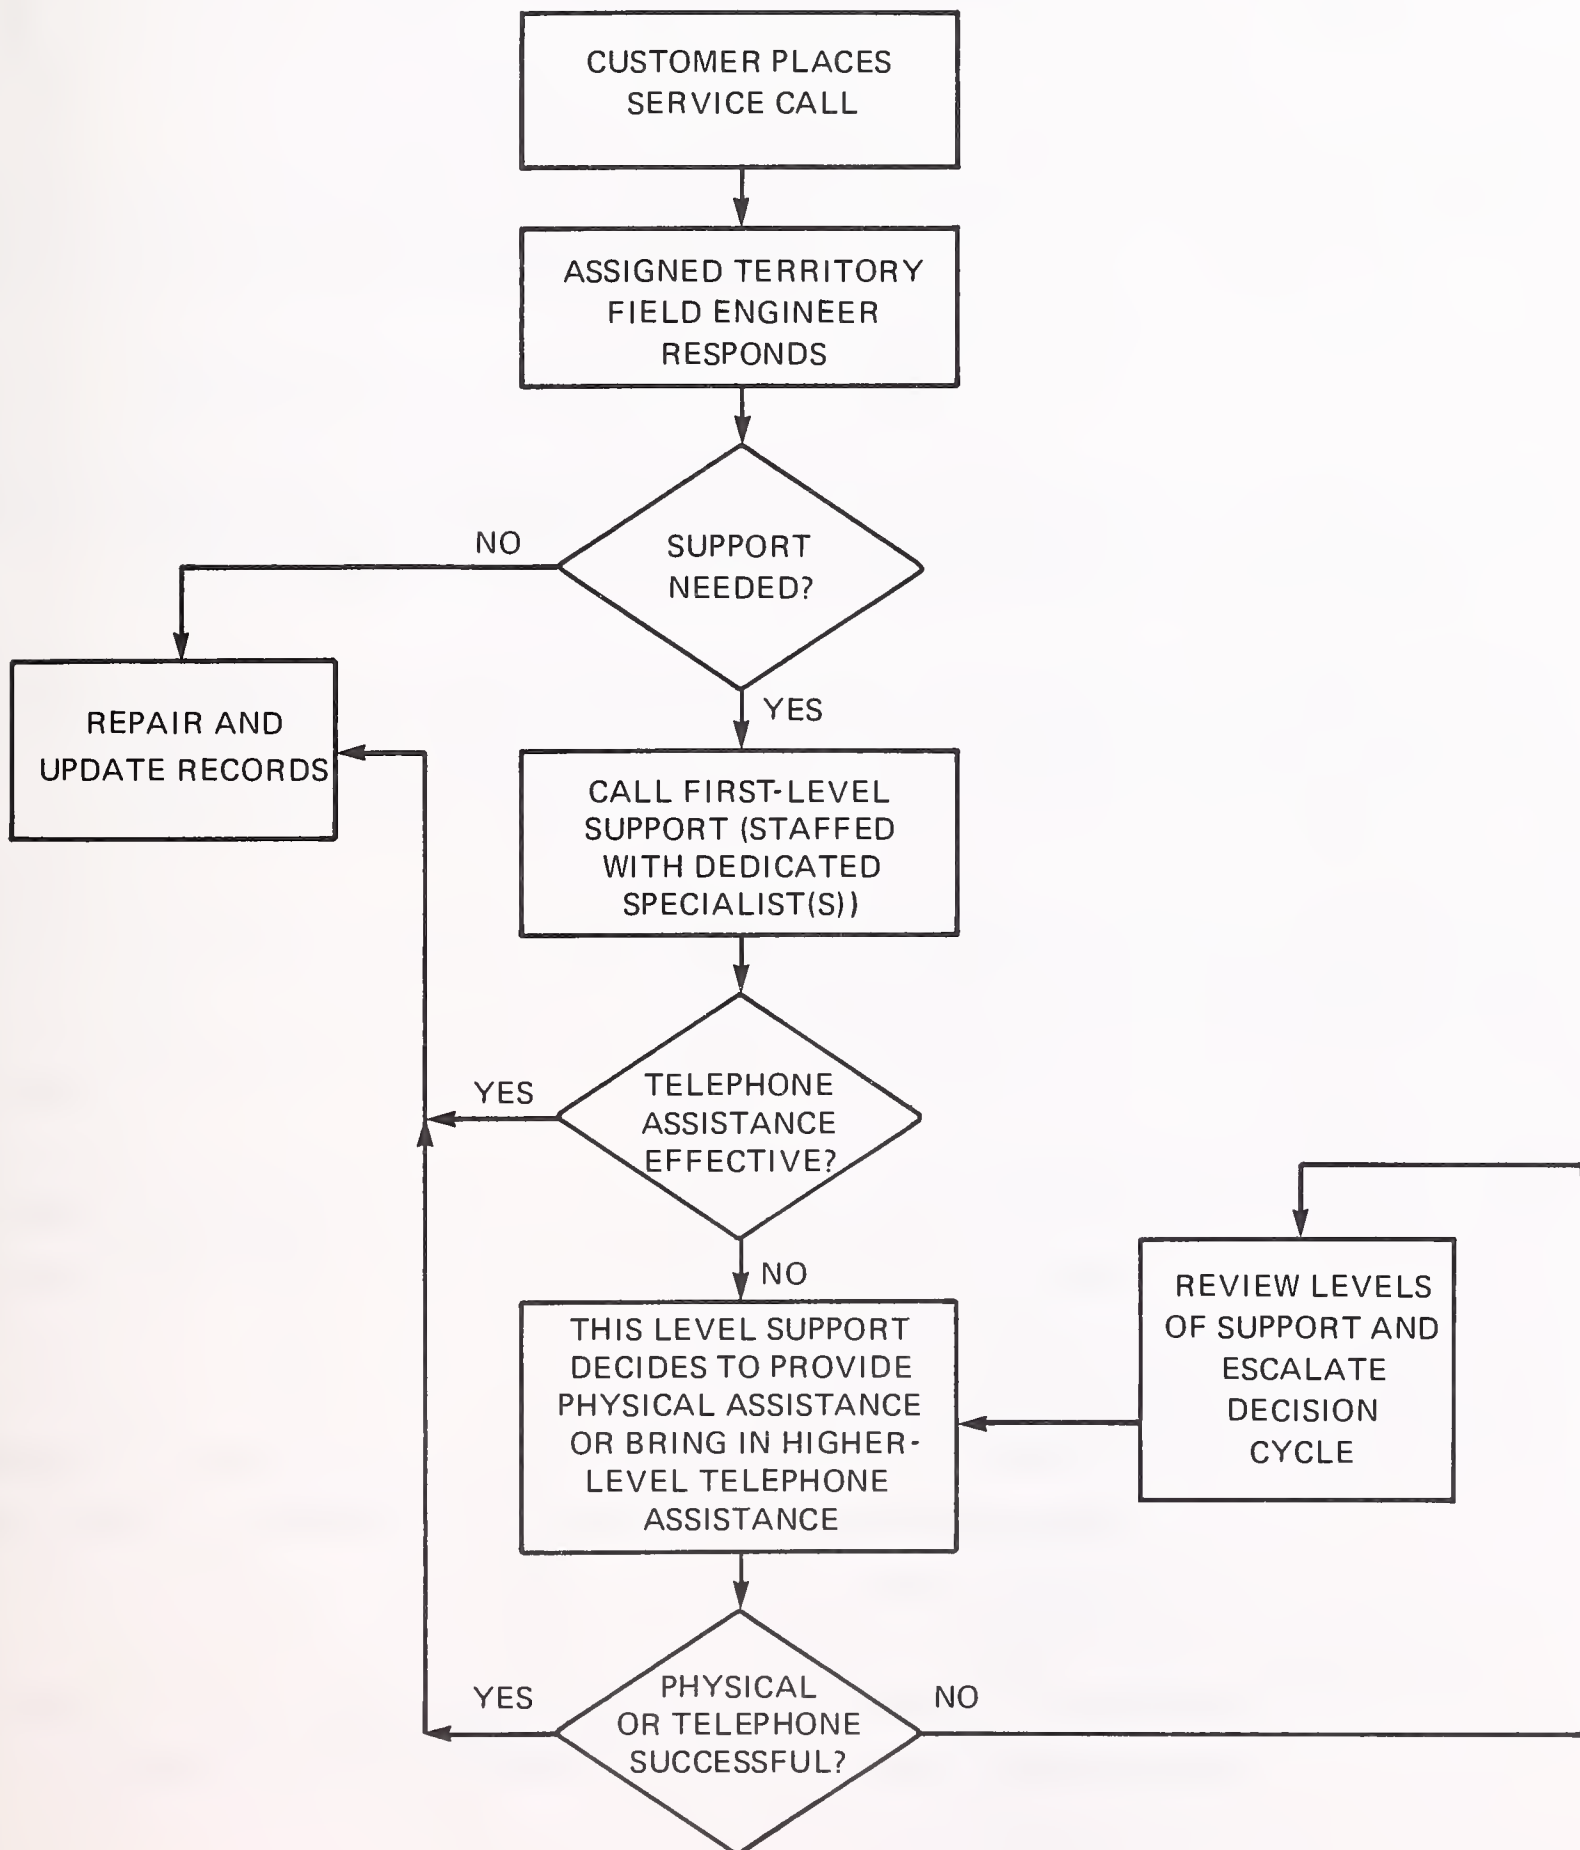 CUSTOMER PLACES
SERVICE CALL
ASSIGNED TERRITORY
FIELD ENGINEER
RESPONDS
NO
SUPPORT
NEEDED?
YES
REPAIR AND
UPDATE RECORDS
CALL FIRST-LEVEL
SUPPORT (STAFFED
WITH DEDICATED
SPECIALIST(S))
YES
TELEPHONE
ASSISTANCE
EFFECTIVE?
NO
THIS LEVEL SUPPORT
DECIDES TO PROVIDE
PHYSICAL ASSISTANCE
OR BRING IN HIGHER-
LEVEL TELEPHONE
ASSISTANCE
REVIEW LEVELS
OF SUPPORT AND
ESCALATE
DECISION
CYCLE
YES
PHYSICAL
OR TELEPHONE
SUCCESSFUL?
NO